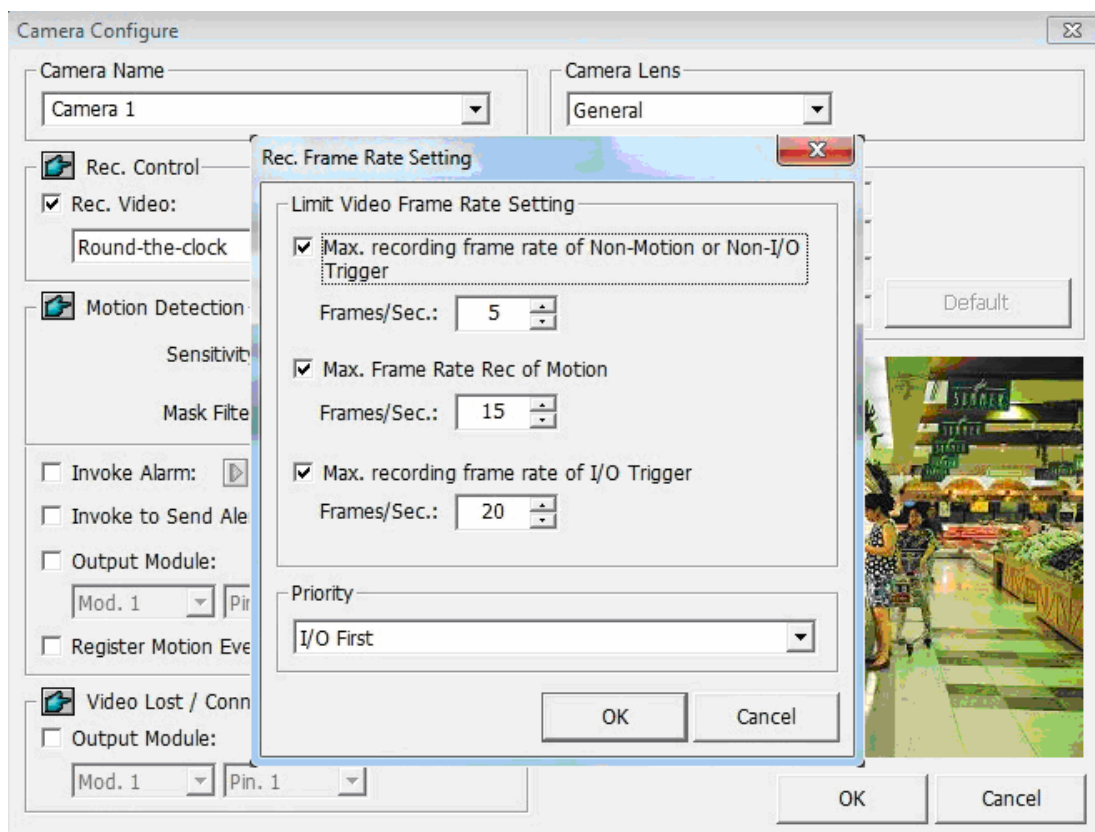 Camera Configure
Camera Name
Camera 1
Camera Lens
General
Rec. Control
Rec. Video:
Round-the-clock
Motion Detection
Sensitivity
Mask Filte
Invoke Alarm:
Invoke to Send Ale
Output Module:
Mod. 1
Pin
Register Motion Eve
Video Lost / Conn
Output Module:
Mod. 1
Pin. 1
Default
Rec. Frame Rate Setting
Limit Video Frame Rate Setting
Max. recording frame rate of Non-Motion or Non-I/O
Trigger
Frames/Sec.: 5
Max. Frame Rate Rec of Motion
Frames/Sec.: 15
Max. recording frame rate of I/O Trigger
Frames/Sec.: 20
Priority
I/O First
OK
Cancel
SUMMER
OK
Cancel